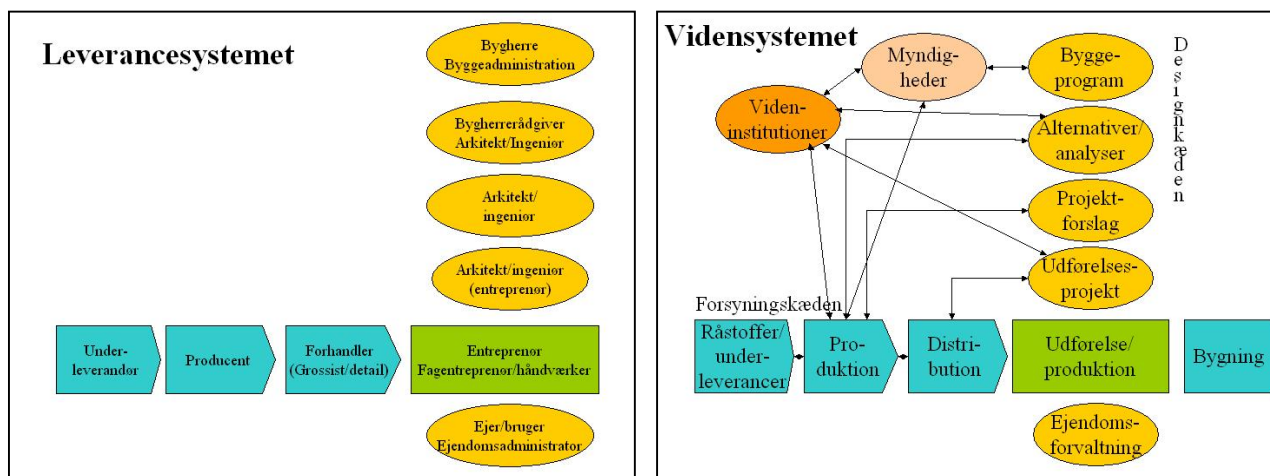 Leverancesystemet
Bygherre
Byggeadministration
Bygherrerådgiver
Arkitekt/Ingeniør
Arkitekt/
ingeniør
Arkitekt/ingeniør
(entreprenør)
Under-
leverandør
Producent
Forhandler
(Grossist/detail)
Entreprenør
Fagentreprenør/håndværker
Ejer/bruger
Ejendomsadministrator
Vidensystemet
Myndig-
heder
Bygge-
program
Designkæden
Viden-
institutioner
Alternativer/
analyser
Projekt-
forslag
Udførelses-
projekt
Forsyningskæden
Råstoffer/
under-
leverancer
Pro-
duktion
Distri-
bution
Udførelse/
produktion
Bygning
Ejendoms-
forvaltning